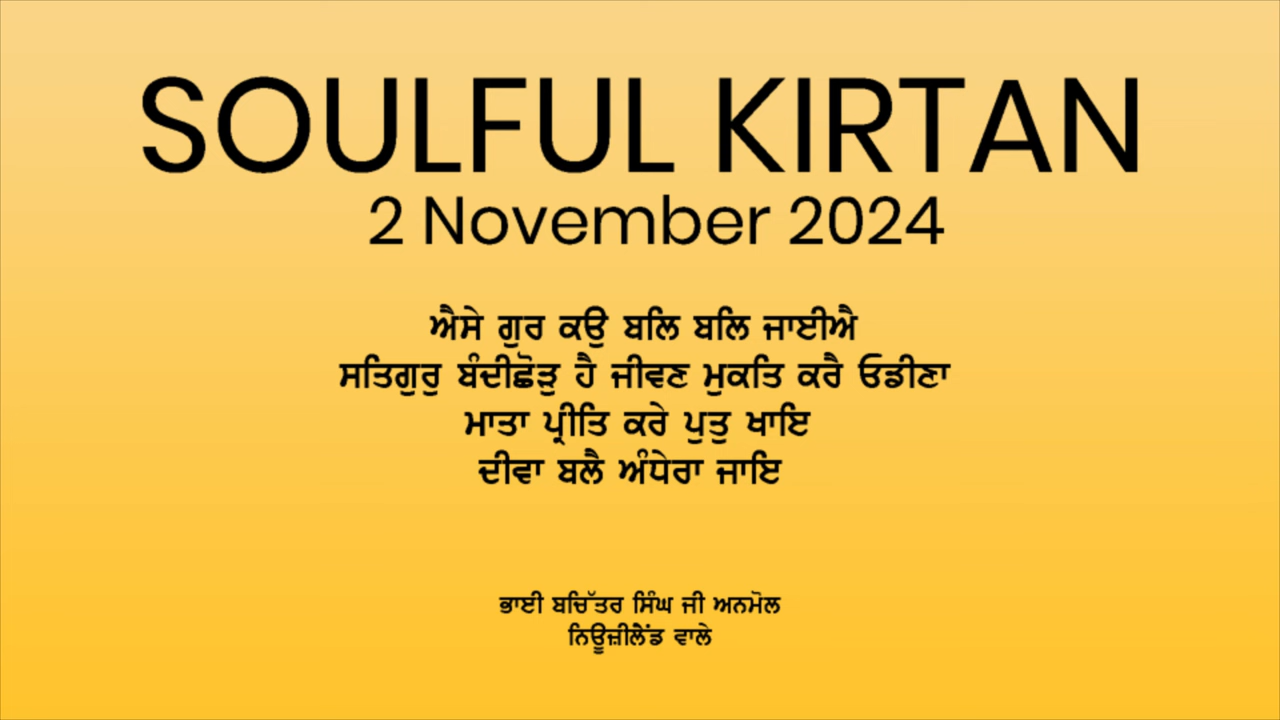 SOULFUL KIRTAN
2 November 2024
ਐਸੇ ਗੁਰ ਕਉ ਬਲਿ ਬਲਿ ਜਾਈਐ
ਸਤਿਗੁਰੁ ਬੰਦੀਛੋੜੁ ਹੈ ਜੀਵਣ ਮੁਕਤਿ ਕਰੈ ਓਡੀਣਾ
ਮਾਤਾ ਪ੍ਰੀਤਿ ਕਰੇ ਪੁਤੁ ਖਾਇ
ਦੀਵਾ ਬਲੈ ਅੰਧੇਰਾ ਜਾਇ
ਭਾਈ ਬਚਿੱਤਰ ਸਿੰਘ ਜੀ ਅਨਮੋਲ
ਨਿਊਜ਼ੀਲੈਂਡ ਵਾਲੇ